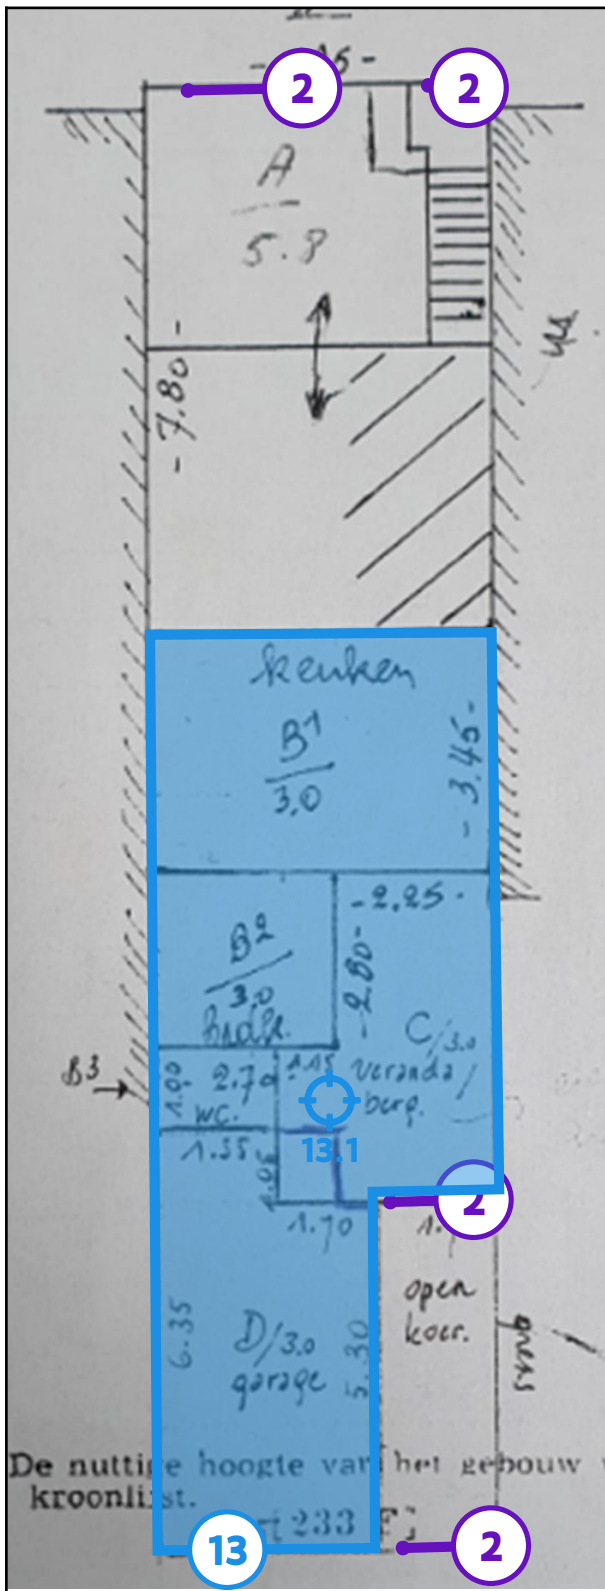 2
2
A
5.8
- 7.80 -
keuken
B1
3.0
- 3.45 -
- 2.25 -
B2
3.0
- 2.80 -
C/3.0
veranda/
berg.
B3
1.00
2.70
1.15
WC.
1.35
1.05
13.1
2
1.70
open
koer.
D/3.0
garage
6.35
5.30
grens
De nuttige hoogte van het gebouw
kroonlijst.
233 F
13
2